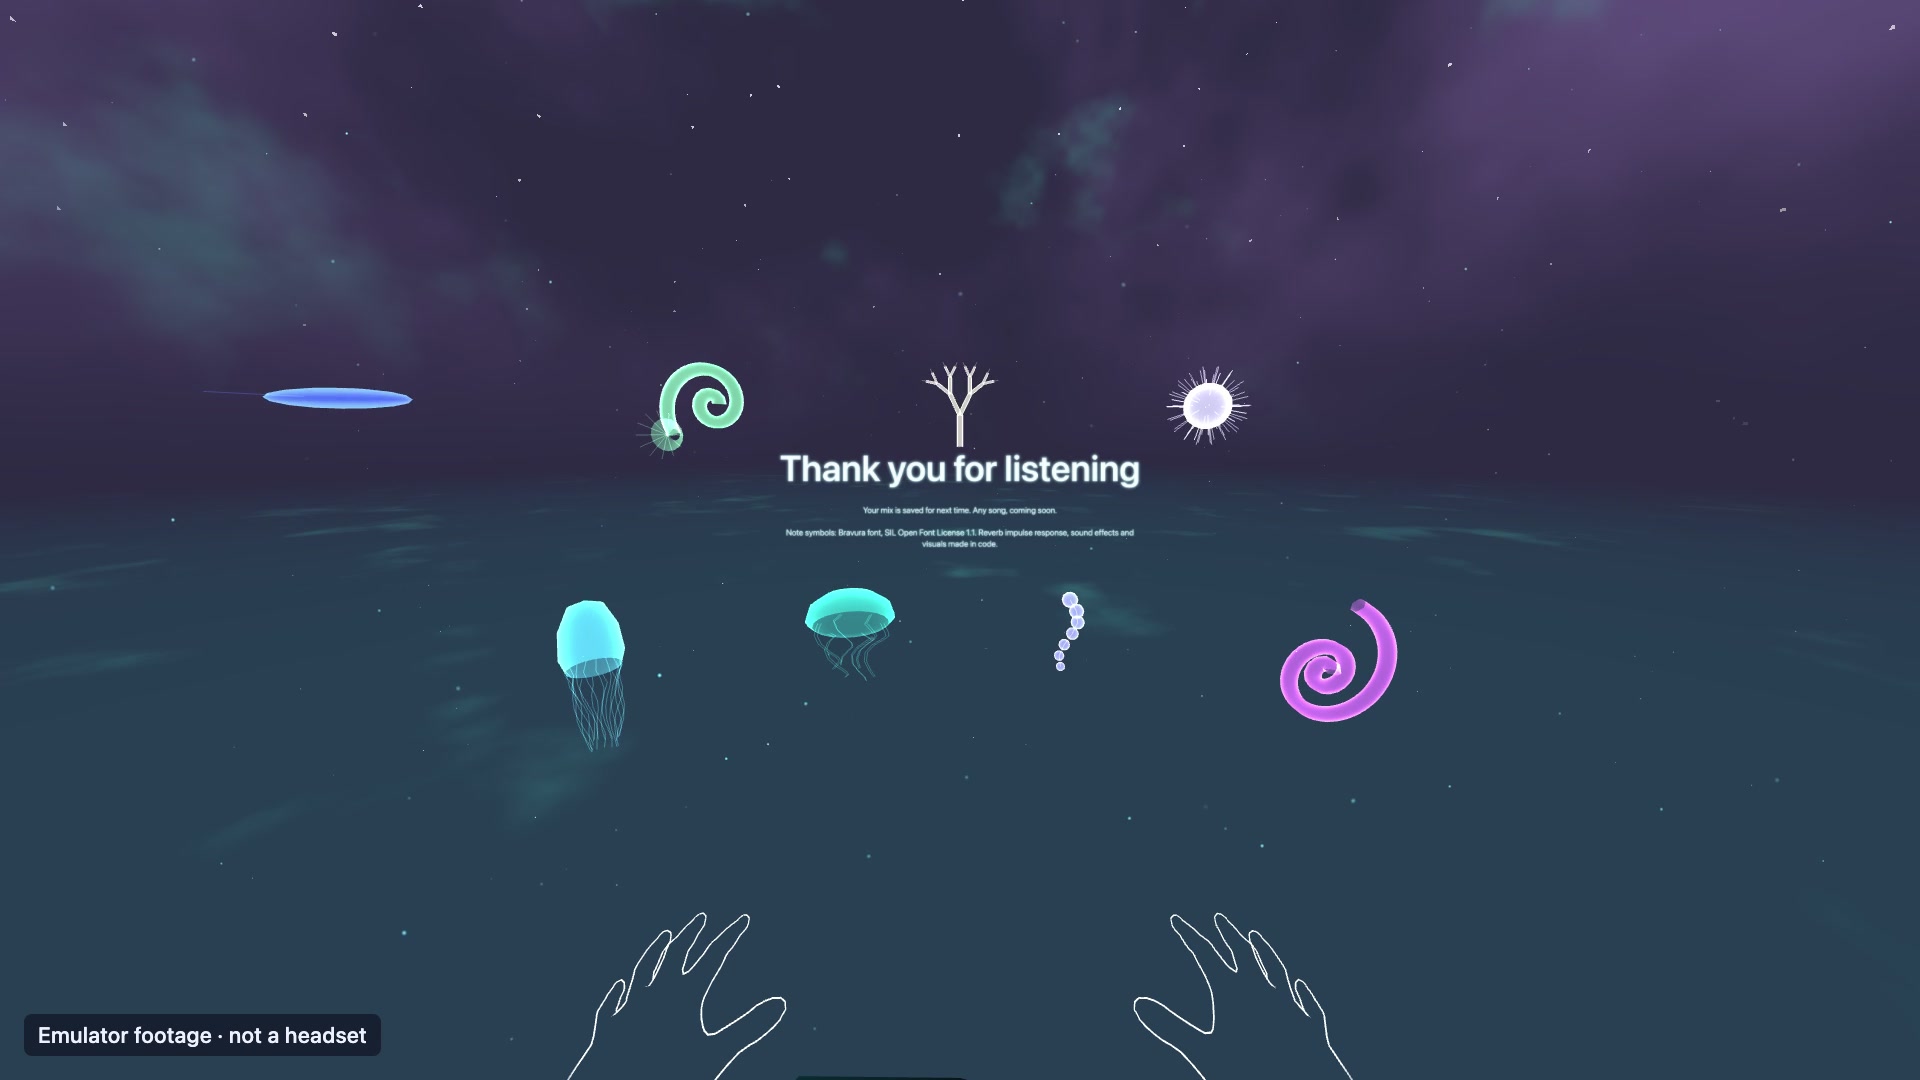 Thank you for listening
Your mix is saved for next time. Any song, coming soon.
Note symbols: Bravura font, SIL Open Font License 1.1. Reverb impulse response, sound effects and
visuals made in code.
Emulator footage · not a headset